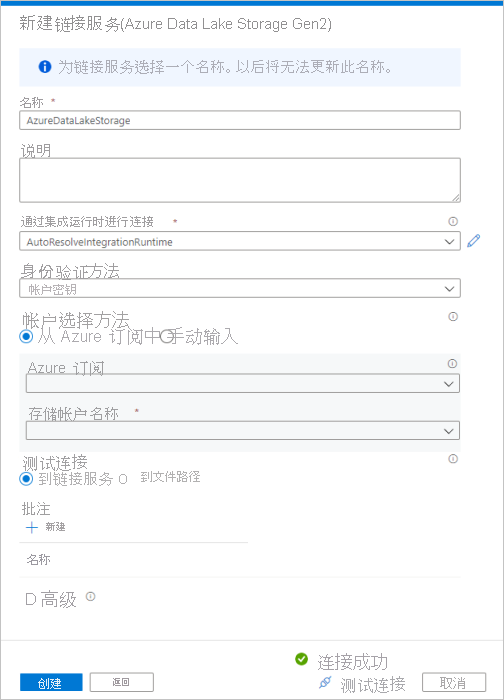 新建链接服务(Azure Data Lake Storage Gen2)
为链接服务选择一个名称。以后将无法更新此名称。
名称 *
AzureDataLakeStorage
说明
通过集成运行时进行连接 *
AutoResolveIntegrationRuntime
身份验证方法
帐户密钥
帐户选择方法
从 Azure 订阅中 手动输入
Azure 订阅
存储帐户名称 *
测试连接
到链接服务 O 到文件路径
批注
新建
名称
D 高级
连接成功
创建 返回 测试连接 取消